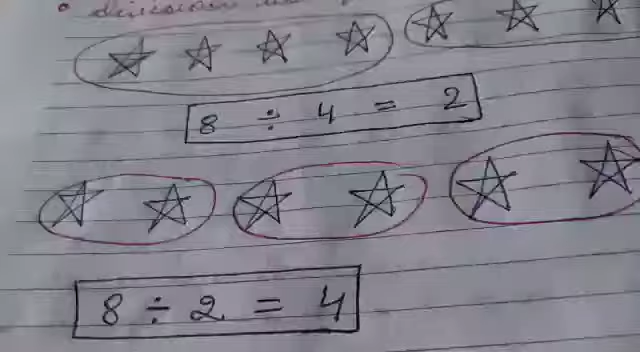 8 ÷ 4 = 2
8 ÷ 2 = 4